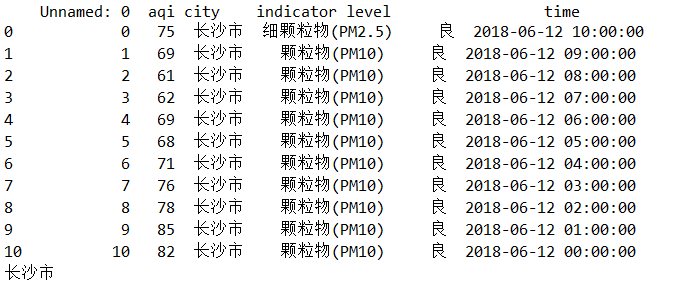 Unnamed: 0 aqi city indicator level time
0 0 75 长沙市 细颗粒物(PM2.5) 良 2018-06-12 10:00:00
1 1 69 长沙市 颗粒物(PM10) 良 2018-06-12 09:00:00
2 2 61 长沙市 颗粒物(PM10) 良 2018-06-12 08:00:00
3 3 62 长沙市 颗粒物(PM10) 良 2018-06-12 07:00:00
4 4 69 长沙市 颗粒物(PM10) 良 2018-06-12 06:00:00
5 5 68 长沙市 颗粒物(PM10) 良 2018-06-12 05:00:00
6 6 71 长沙市 颗粒物(PM10) 良 2018-06-12 04:00:00
7 7 76 长沙市 颗粒物(PM10) 良 2018-06-12 03:00:00
8 8 78 长沙市 颗粒物(PM10) 良 2018-06-12 02:00:00
9 9 85 长沙市 颗粒物(PM10) 良 2018-06-12 01:00:00
10 10 82 长沙市 颗粒物(PM10) 良 2018-06-12 00:00:00
长沙市